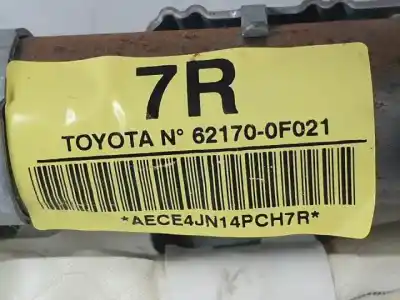 7R
TOYOTA N° 62170-0F021
*AECE4JN14PCH7R*